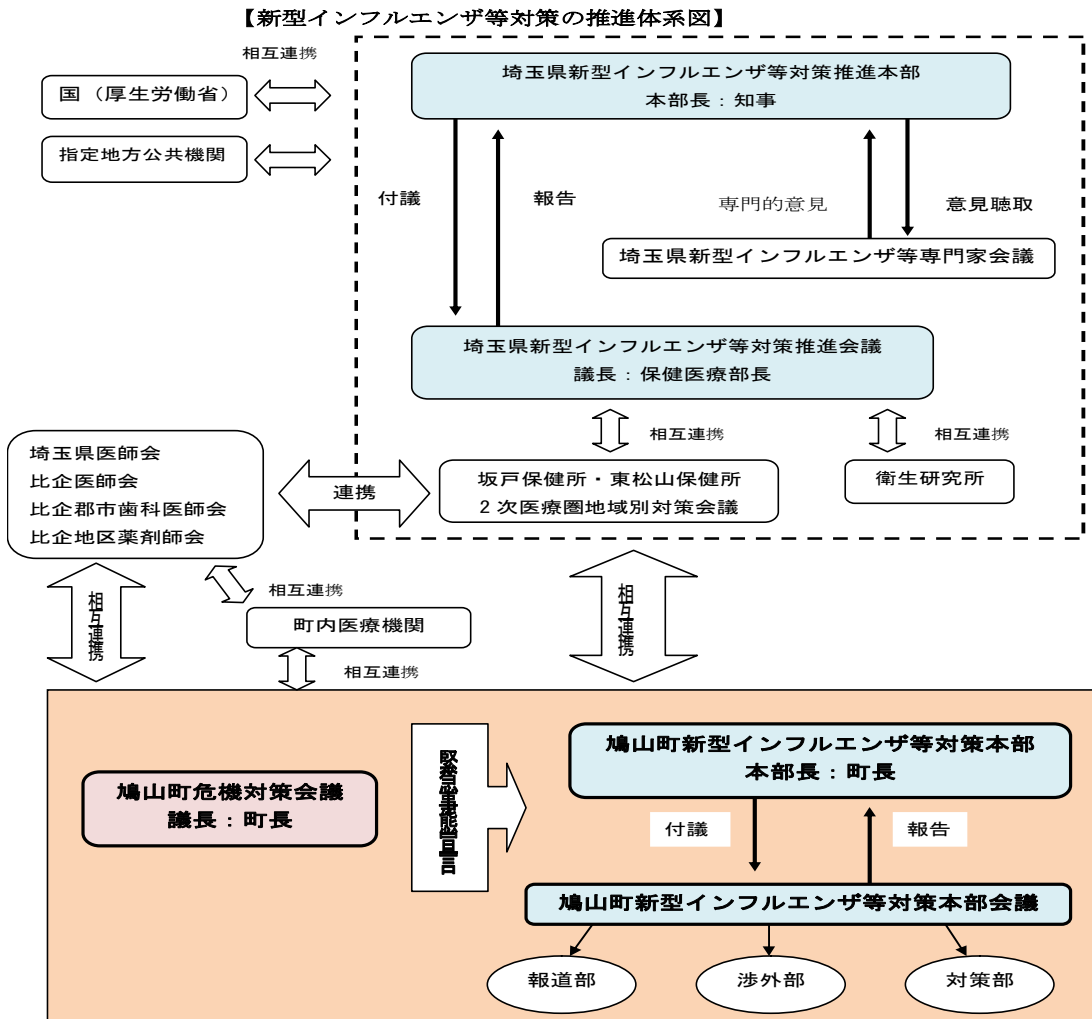 【新型インフルエンザ等対策の推進体系図】
相互連携
国（厚生労働省）
指定地方公共機関
埼玉県新型インフルエンザ等対策推進本部
本部長：知事
付議
報告
専門的意見
意見聴取
埼玉県新型インフルエンザ等専門家会議
埼玉県新型インフルエンザ等対策推進会議
議長：保健医療部長
相互連携
相互連携
埼玉県医師会
比企医師会
比企郡市歯科医師会
比企地区薬剤師会
連携
坂戸保健所・東松山保健所
2次医療圏地域別対策会議
衛生研究所
相互連携
相互連携
町内医療機関
相互連携
相互連携
鳩山町危機対策会議
議長：町長
緊急事態宣言
鳩山町新型インフルエンザ等対策本部
本部長：町長
付議
報告
鳩山町新型インフルエンザ等対策本部会議
報道部
渉外部
対策部